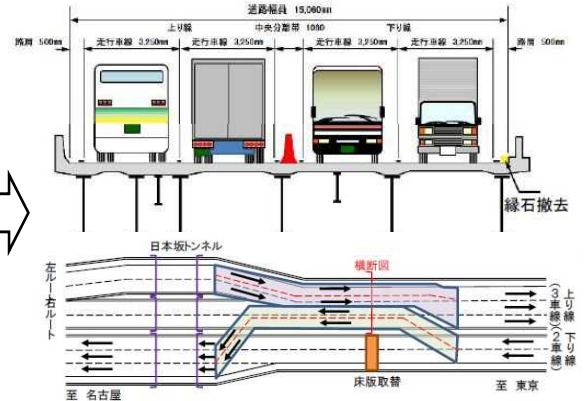 道路幅員 15,060mm
上り線 中央分離帯 1060 下り線
路肩 500mm 走行車線 3,250mm 走行車線 3,250mm 走行車線 3,250mm 走行車線 3,250mm 路肩 500mm
縁石撤去
日本坂トンネル
横断図
左ルート
右ルート
上り線
(3車線)
下り線
(2車線)
床版取替
至 名古屋
至 東京